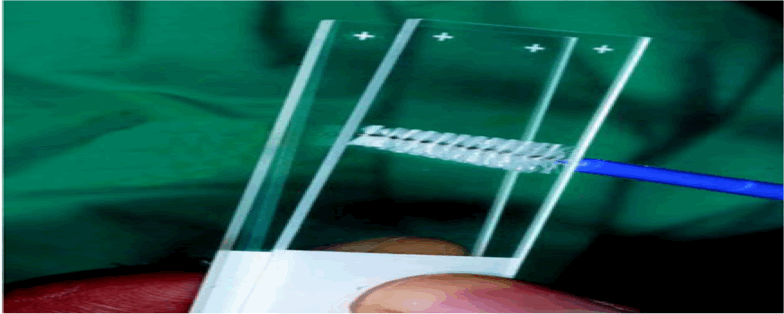 + + + +